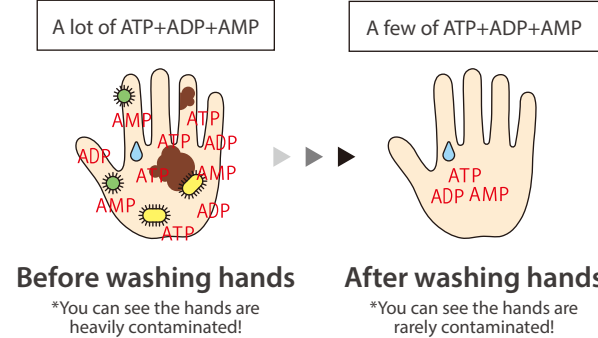 A lot of ATP+ADP+AMP
A few of ATP+ADP+AMP
AMP
ATP
ATP
ADP
ADP
ATP
AMP
AMP
ADP
ATP
ATP
ADP AMP
Before washing hands
*You can see the hands are
heavily contaminated!
After washing hands
*You can see the hands are
rarely contaminated!